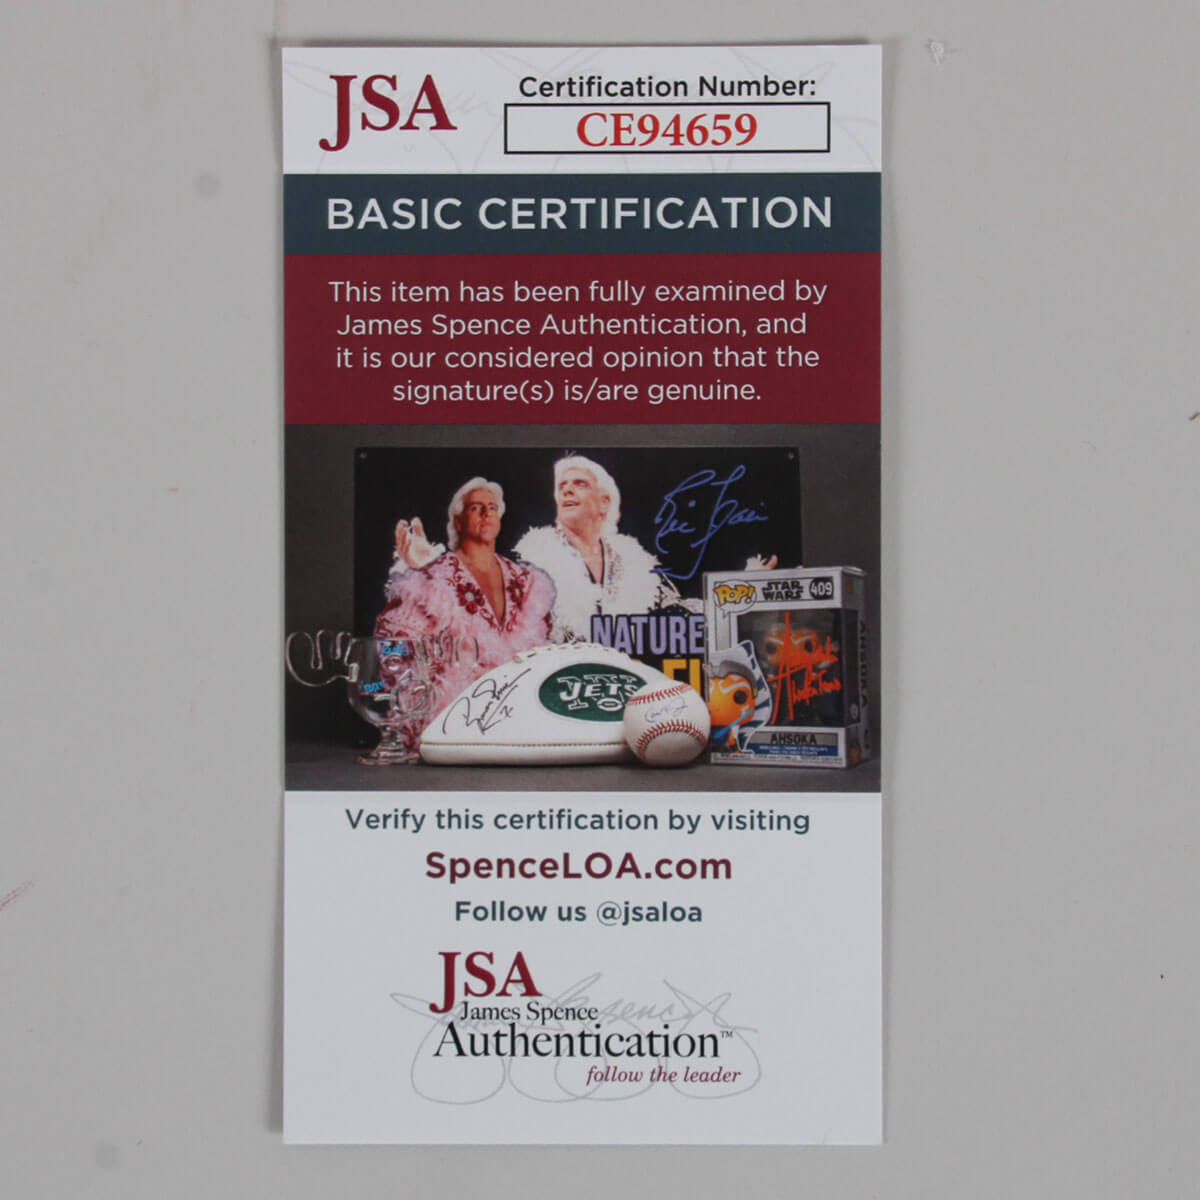 JSA
Certification Number:
CE94659
BASIC CERTIFICATION
This item has been fully examined by
James Spence Authentication, and
it is our considered opinion that the
signature(s) is/are genuine.
Ric Flair
NATURE
JETS
POP!
STAR
WARS
409
AHSOKA
Verify this certification by visiting
SpenceLOA.com
Follow us @jsaloa
JSA
James Spence
Authentication™
follow the leader